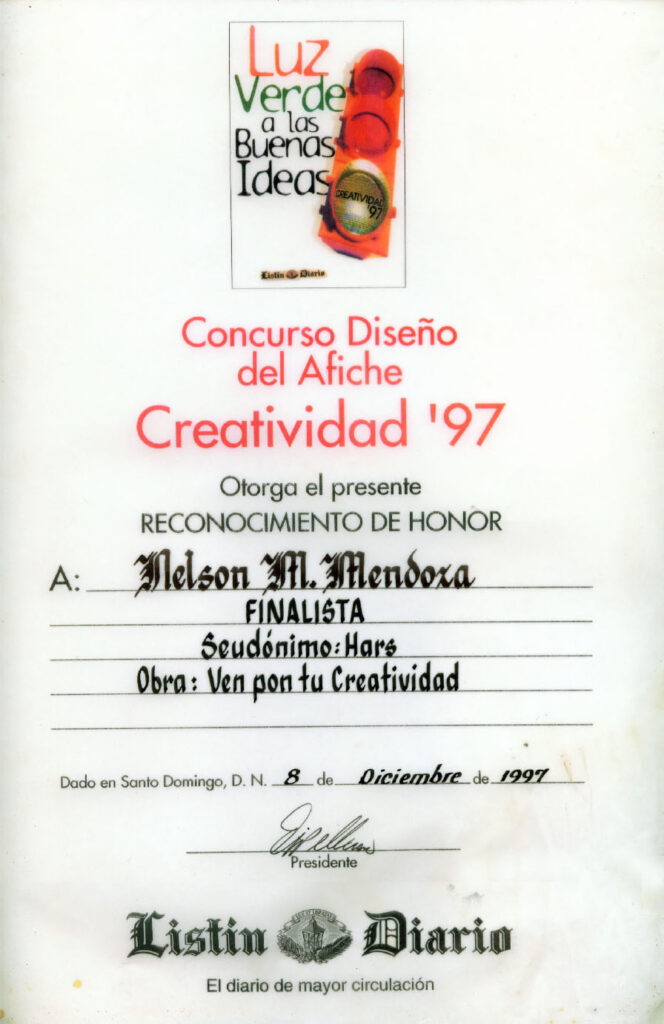 Luz
Verde
a las
Buenas
Ideas
CREATIVIDAD
'97
Listin Diario
Concurso Diseño
del Afiche
Creatividad '97
Otorga el presente
RECONOCIMIENTO DE HONOR
A: Nelson M. Mendoza
FINALISTA
Seudónimo: Hars
Obra: Ven pon tu Creatividad
Dado en Santo Domingo, D. N. 8 de Diciembre de 1997
Presidente
Listin Diario
El diario de mayor circulación